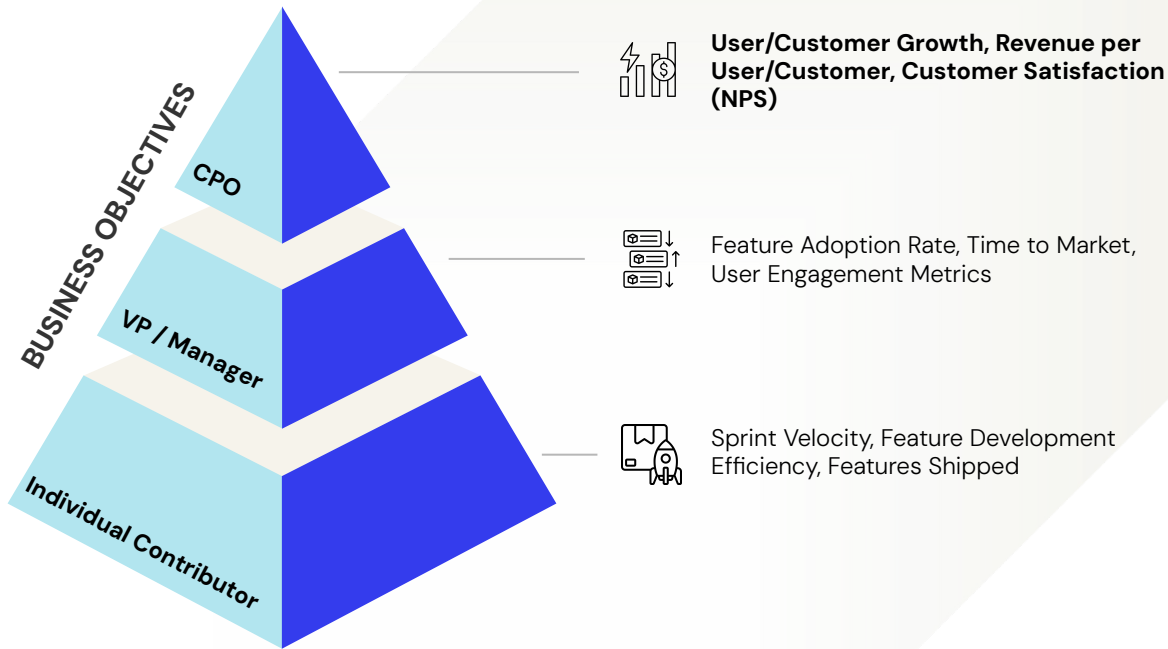 BUSINESS OBJECTIVES
CPO
User/Customer Growth, Revenue per
User/Customer, Customer Satisfaction
(NPS)
VP / Manager
Feature Adoption Rate, Time to Market,
User Engagement Metrics
Individual Contributor
Sprint Velocity, Feature Development
Efficiency, Features Shipped
$